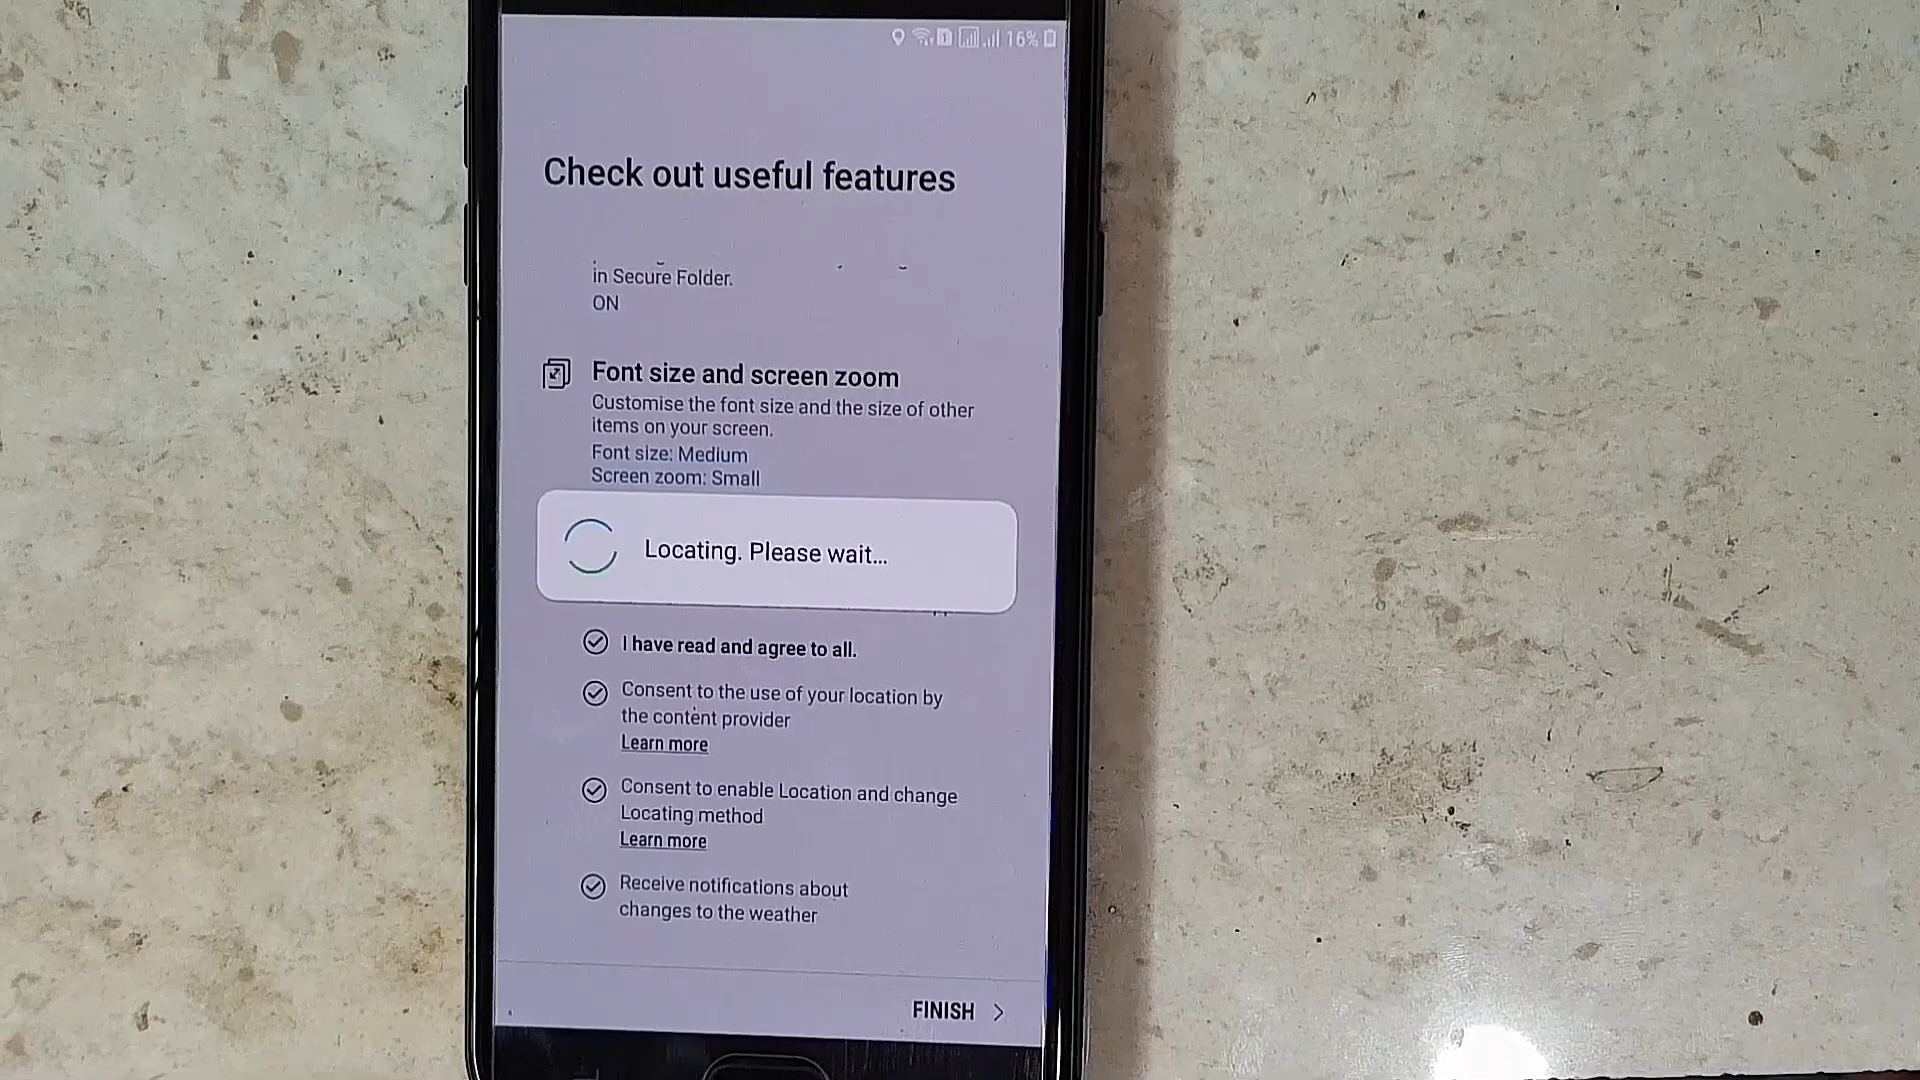 16%
Check out useful features
in Secure Folder.
ON
Font size and screen zoom
Customise the font size and the size of other
items on your screen.
Font size: Medium
Screen zoom: Small
Locating. Please wait...
I have read and agree to all.
Consent to the use of your location by
the content provider
Learn more
Consent to enable Location and change
Locating method
Learn more
Receive notifications about
changes to the weather
FINISH